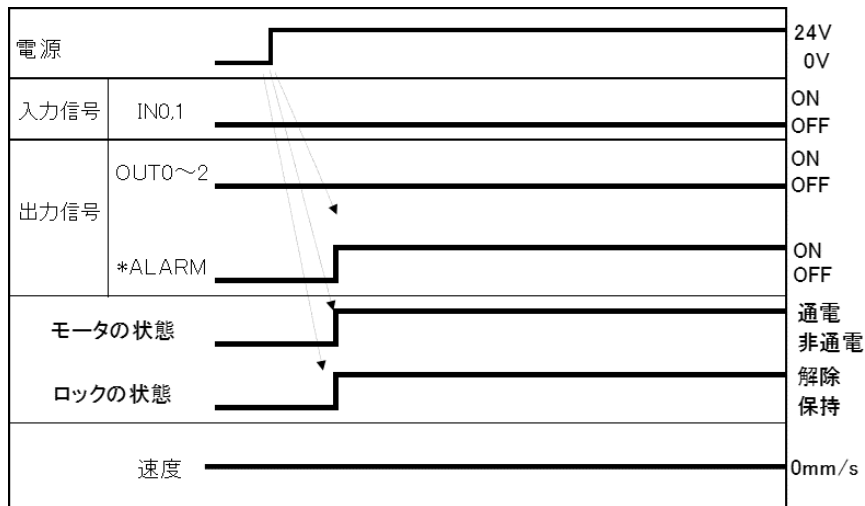 電源
24V
0V
入力信号
IN0,1
ON
OFF
出力信号
OUT0～2
ON
OFF
*ALARM
ON
OFF
モータの状態
通電
非通電
ロックの状態
解除
保持
速度
0mm/s